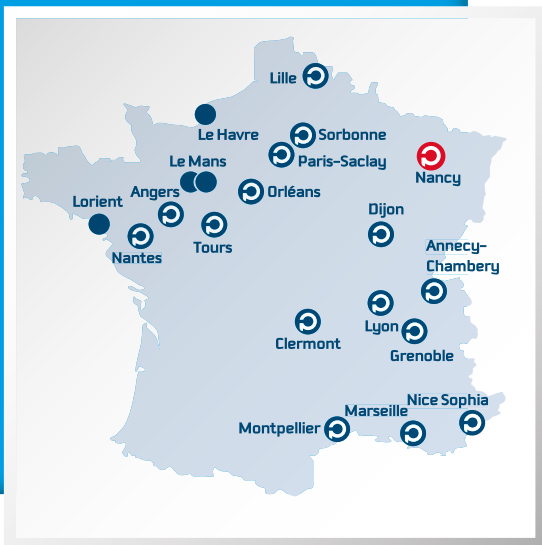 Lille
Le Havre
Sorbonne
Le Mans
Paris-Saclay
Nancy
Angers
Orléans
Lorient
Dijon
Tours
Nantes
Annecy-
Chambery
Lyon
Clermont
Grenoble
Nice Sophia
Marseille
Montpellier